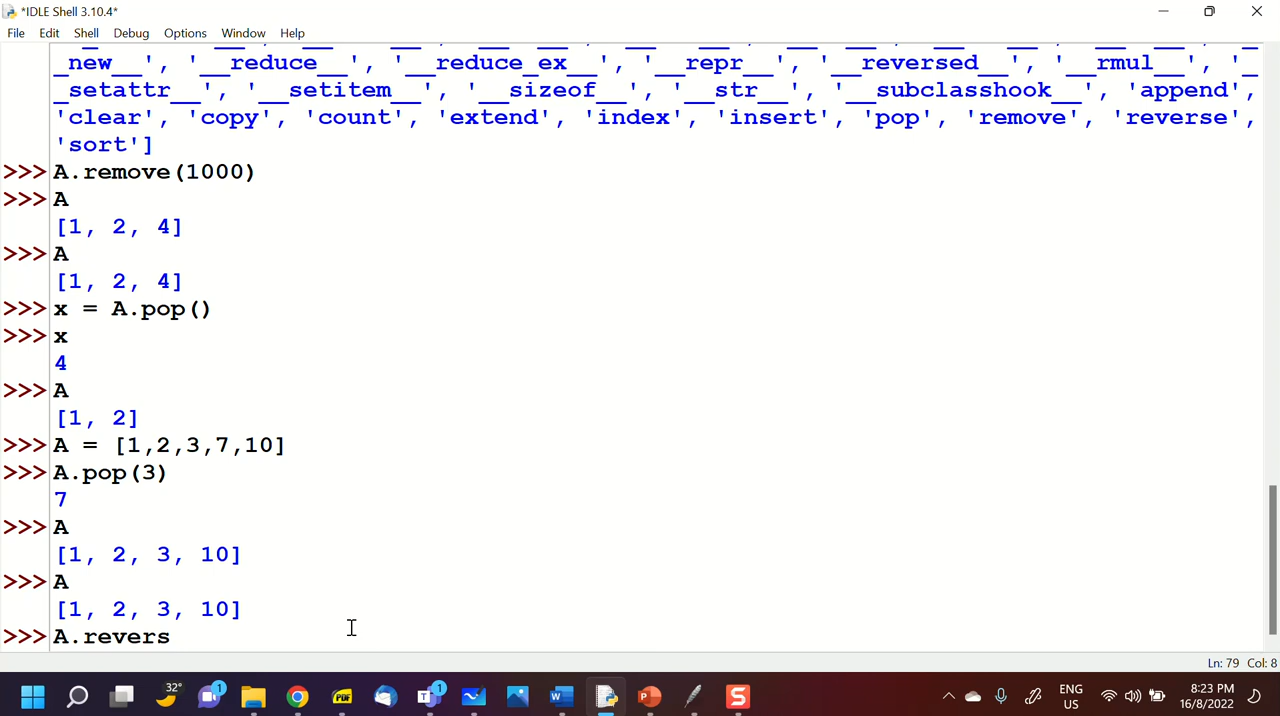 *IDLE Shell 3.10.4*
File Edit Shell Debug Options Window Help
_new__', '__reduce__', '__reduce_ex__', '__repr__', '__reversed__', '__rmul__', '_
_setattr__', '__setitem__', '__sizeof__', '__str__', '__subclasshook__', 'append',
'clear', 'copy', 'count', 'extend', 'index', 'insert', 'pop', 'remove', 'reverse',
'sort']
>>> A.remove(1000)
>>> A
[1, 2, 4]
>>> A
[1, 2, 4]
>>> x = A.pop()
>>> x
4
>>> A
[1, 2]
>>> A = [1,2,3,7,10]
>>> A.pop(3)
7
>>> A
[1, 2, 3, 10]
>>> A
[1, 2, 3, 10]
>>> A.revers
Ln: 79 Col: 8
32° 1 PDF 1 ENG 8:23 PM
US 16/8/2022